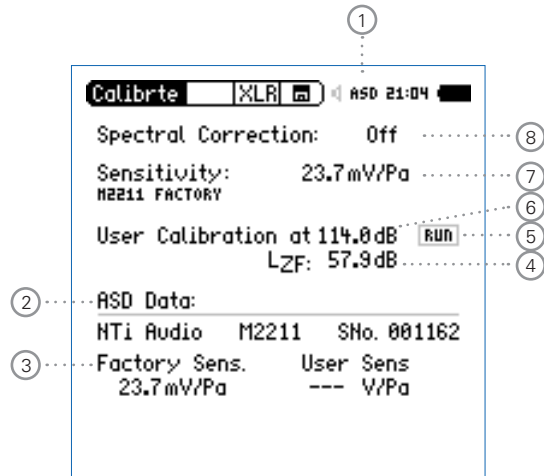 1
Calibrte XLR ASD 21:04
Spectral Correction: Off 8
Sensitivity: 23.7mV/Pa 7
M2211 FACTORY
6
User Calibration at 114.0dB RUN 5
LZF: 57.9dB 4
2 ASD Data:
NTi Audio M2211 SNo. 001162
3 Factory Sens. User Sens
23.7mV/Pa --- V/Pa